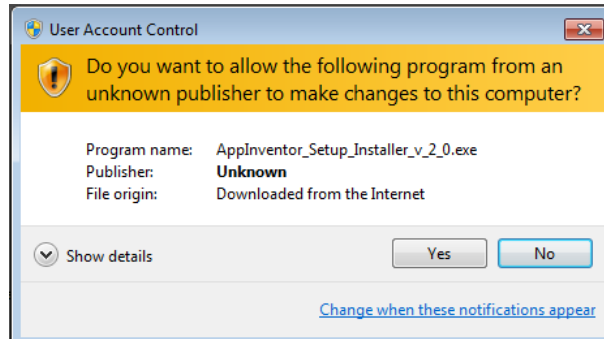 User Account Control
Do you want to allow the following program from an
unknown publisher to make changes to this computer?
Program name: AppInventor_Setup_Installer_v_2_0.exe
Publisher: Unknown
File origin: Downloaded from the Internet
Show details Yes No
Change when these notifications appear